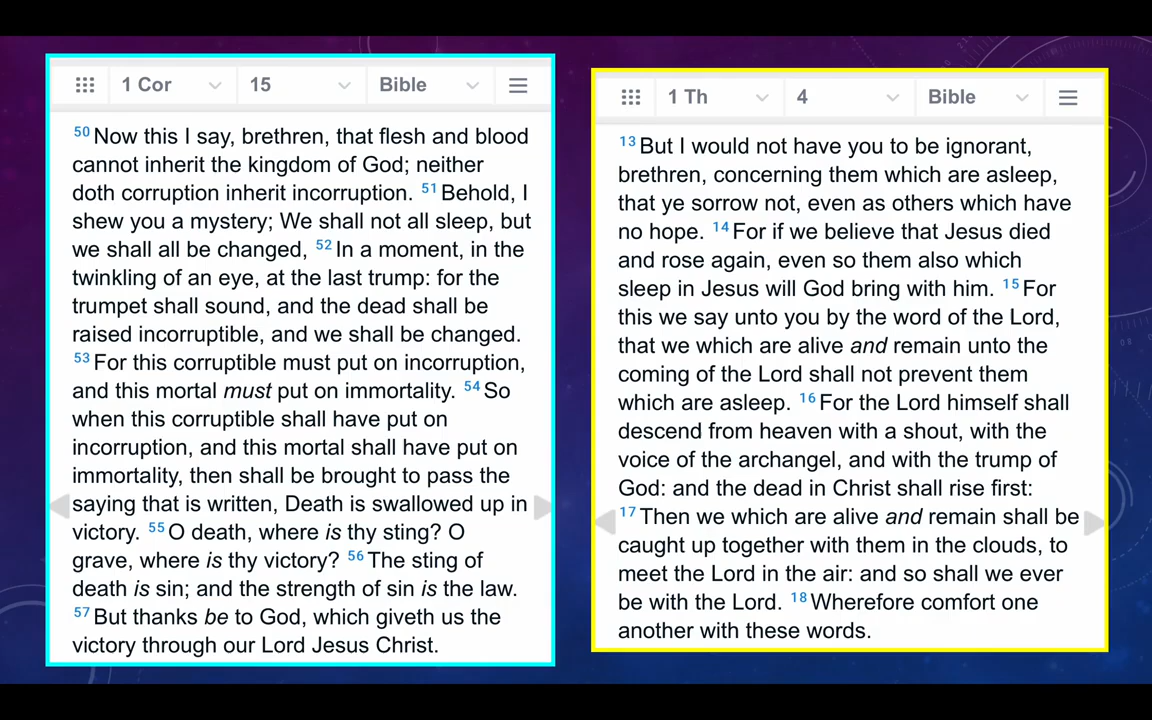 1 Cor 15 Bible
50 Now this I say, brethren, that flesh and blood
cannot inherit the kingdom of God; neither
doth corruption inherit incorruption. 51 Behold, I
shew you a mystery; We shall not all sleep, but
we shall all be changed, 52 In a moment, in the
twinkling of an eye, at the last trump: for the
trumpet shall sound, and the dead shall be
raised incorruptible, and we shall be changed.
53 For this corruptible must put on incorruption,
and this mortal must put on immortality. 54 So
when this corruptible shall have put on
incorruption, and this mortal shall have put on
immortality, then shall be brought to pass the
saying that is written, Death is swallowed up in
victory. 55 O death, where is thy sting? O
grave, where is thy victory? 56 The sting of
death is sin; and the strength of sin is the law.
57 But thanks be to God, which giveth us the
victory through our Lord Jesus Christ.
1 Th 4 Bible
13 But I would not have you to be ignorant,
brethren, concerning them which are asleep,
that ye sorrow not, even as others which have
no hope. 14 For if we believe that Jesus died
and rose again, even so them also which
sleep in Jesus will God bring with him. 15 For
this we say unto you by the word of the Lord,
that we which are alive and remain unto the
coming of the Lord shall not prevent them
which are asleep. 16 For the Lord himself shall
descend from heaven with a shout, with the
voice of the archangel, and with the trump of
God: and the dead in Christ shall rise first:
17 Then we which are alive and remain shall be
caught up together with them in the clouds, to
meet the Lord in the air: and so shall we ever
be with the Lord. 18 Wherefore comfort one
another with these words.